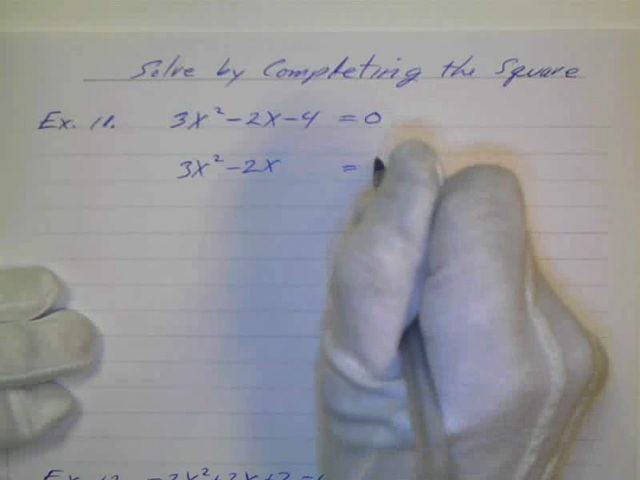 Solve by Completing the Square
Ex. 11. 3x² - 2x - 4 = 0
3x² - 2x =